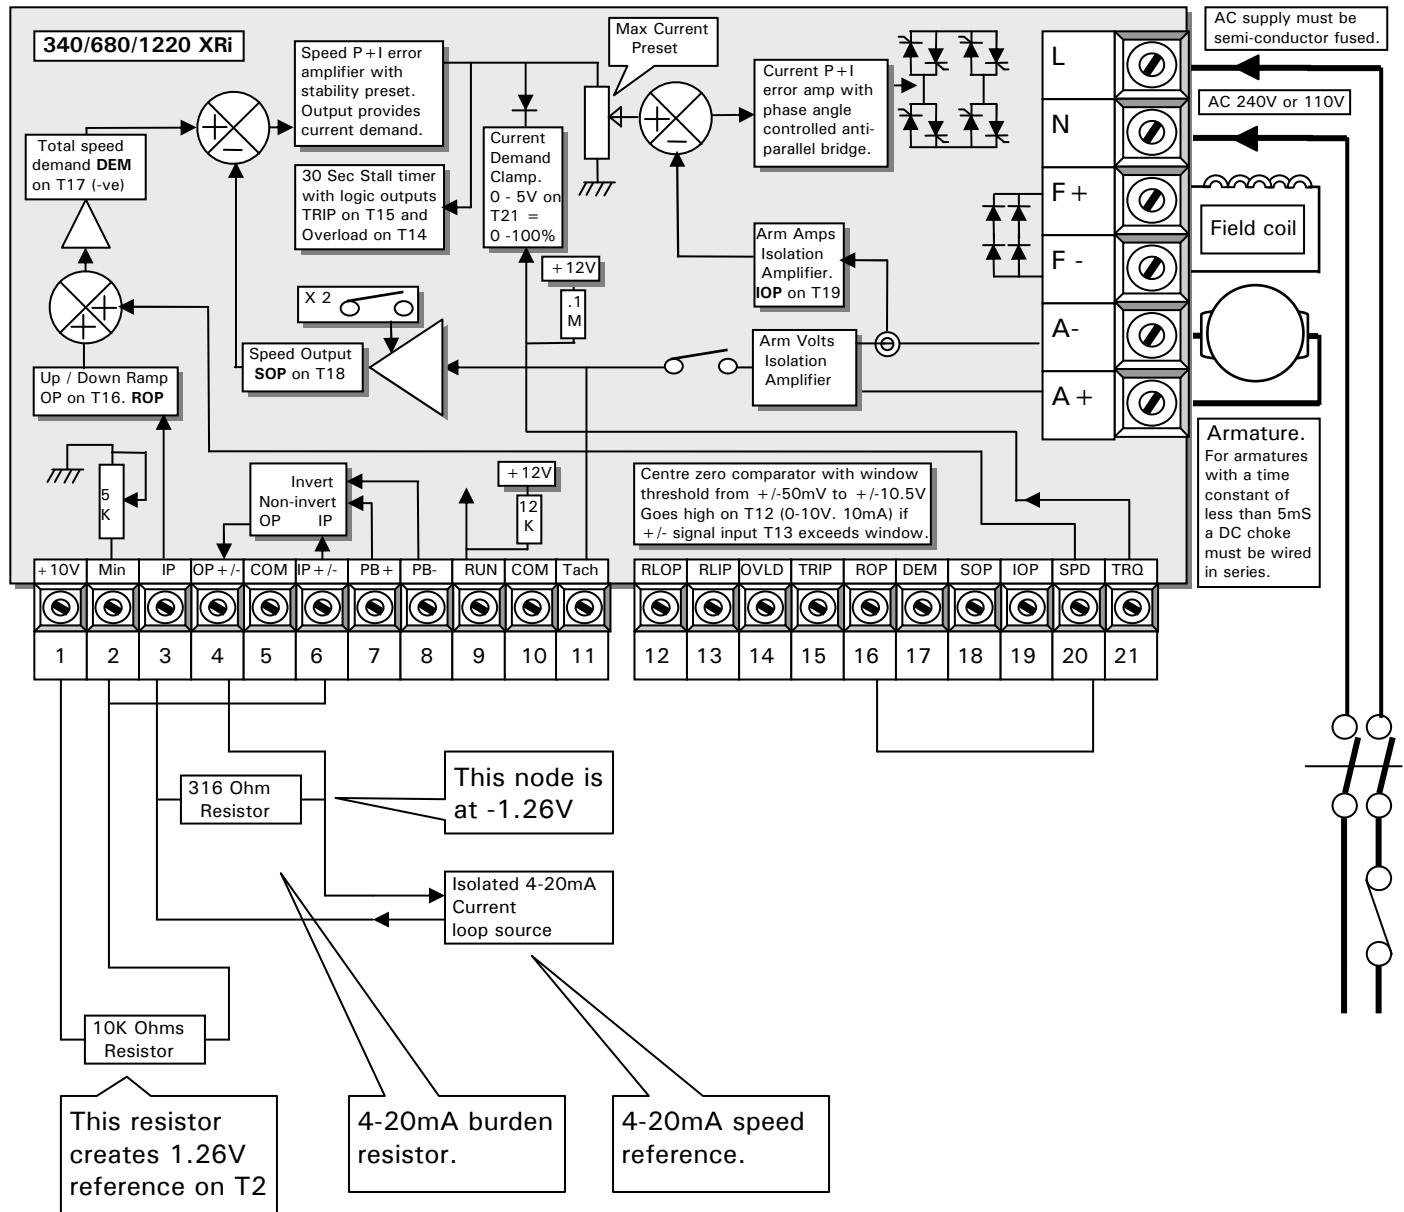 340/680/1220 XRi
Speed P+I error
amplifier with
stability preset.
Output provides
current demand.
Max Current
Preset
AC supply must be
semi-conductor fused.
Current P+I
error amp with
phase angle
controlled anti-
parallel bridge.
L
AC 240V or 110V
N
Total speed
demand DEM
on T17 (-ve)
Current
Demand
Clamp.
0 - 5V on
T21 =
0 -100%
30 Sec Stall timer
with logic outputs
TRIP on T15 and
Overload on T14
F+
Field coil
F -
Arm Amps
Isolation
Amplifier.
IOP on T19
+12V
.1
M
X 2
A-
Arm Volts
Isolation
Amplifier
Speed Output
SOP on T18
Up / Down Ramp
OP on T16. ROP
A+
Armature.
For armatures
with a time
constant of
less than 5mS
a DC choke
must be wired
in series.
5
K
Invert
Non-invert
OP IP
+12V
12
K
Centre zero comparator with window
threshold from +/-50mV to +/-10.5V
Goes high on T12 (0-10V. 10mA) if
+/- signal input T13 exceeds window.
+10V Min IP OP+/- COM IP+/- PB+ PB- RUN COM Tach RLOP RLIP OVLD TRIP ROP DEM SOP IOP SPD TRQ
1 2 3 4 5 6 7 8 9 10 11 12 13 14 15 16 17 18 19 20 21
316 Ohm
Resistor
This node is
at -1.26V
Isolated 4-20mA
Current
loop source
10K Ohms
Resistor
This resistor
creates 1.26V
reference on T2
4-20mA burden
resistor.
4-20mA speed
reference.